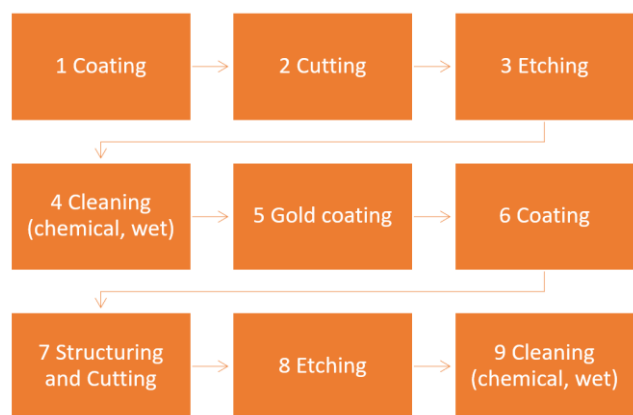 1 Coating
2 Cutting
3 Etching
4 Cleaning
(chemical, wet)
5 Gold coating
6 Coating
7 Structuring
and Cutting
8 Etching
9 Cleaning
(chemical, wet)